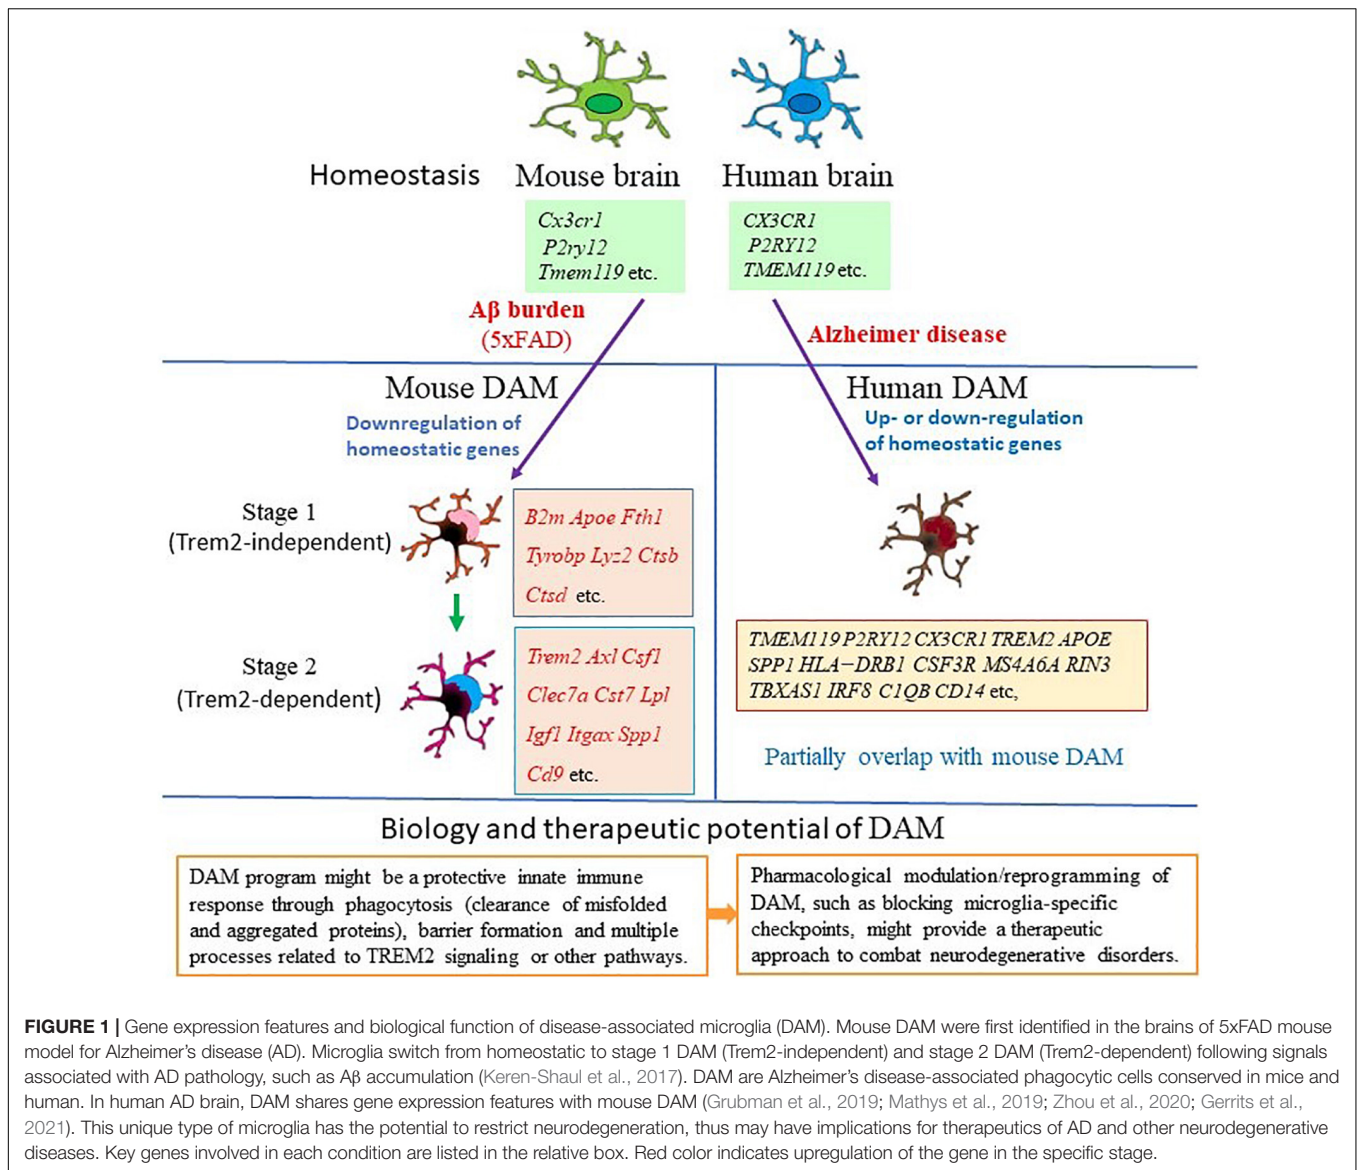 Homeostasis
Mouse brain
Human brain
Cx3cr1
P2ry12
Tmem119 etc.
CX3CR1
P2RY12
TMEM119 etc.
Aβ burden
(5xFAD)
Alzheimer disease
Mouse DAM
Downregulation of
homeostatic genes
Human DAM
Up- or down-regulation
of homeostatic genes
Stage 1
(Trem2-independent)
B2m Apoe Fth1
Tyrobp Lyz2 Ctsb
Ctsd etc.
Stage 2
(Trem2-dependent)
Trem2 Axl Csf1
Clec7a Cst7 Lpl
Igf1 Itgax Spp1
Cd9 etc.
TMEM119 P2RY12 CX3CR1 TREM2 APOE
SPP1 HLA–DRB1 CSF3R MS4A6A RIN3
TBXAS1 IRF8 C1QB CD14 etc,
Partially overlap with mouse DAM
Biology and therapeutic potential of DAM
DAM program might be a protective innate immune
response through phagocytosis (clearance of misfolded
and aggregated proteins), barrier formation and multiple
processes related to TREM2 signaling or other pathways.
Pharmacological modulation/reprogramming of
DAM, such as blocking microglia-specific
checkpoints, might provide a therapeutic
approach to combat neurodegenerative disorders.
FIGURE 1 | Gene expression features and biological function of disease-associated microglia (DAM). Mouse DAM were first identified in the brains of 5xFAD mouse
model for Alzheimer's disease (AD). Microglia switch from homeostatic to stage 1 DAM (Trem2-independent) and stage 2 DAM (Trem2-dependent) following signals
associated with AD pathology, such as Aβ accumulation (Keren-Shaul et al., 2017). DAM are Alzheimer's disease-associated phagocytic cells conserved in mice and
human. In human AD brain, DAM shares gene expression features with mouse DAM (Grubman et al., 2019; Mathys et al., 2019; Zhou et al., 2020; Gerrits et al.,
2021). This unique type of microglia has the potential to restrict neurodegeneration, thus may have implications for therapeutics of AD and other neurodegenerative
diseases. Key genes involved in each condition are listed in the relative box. Red color indicates upregulation of the gene in the specific stage.